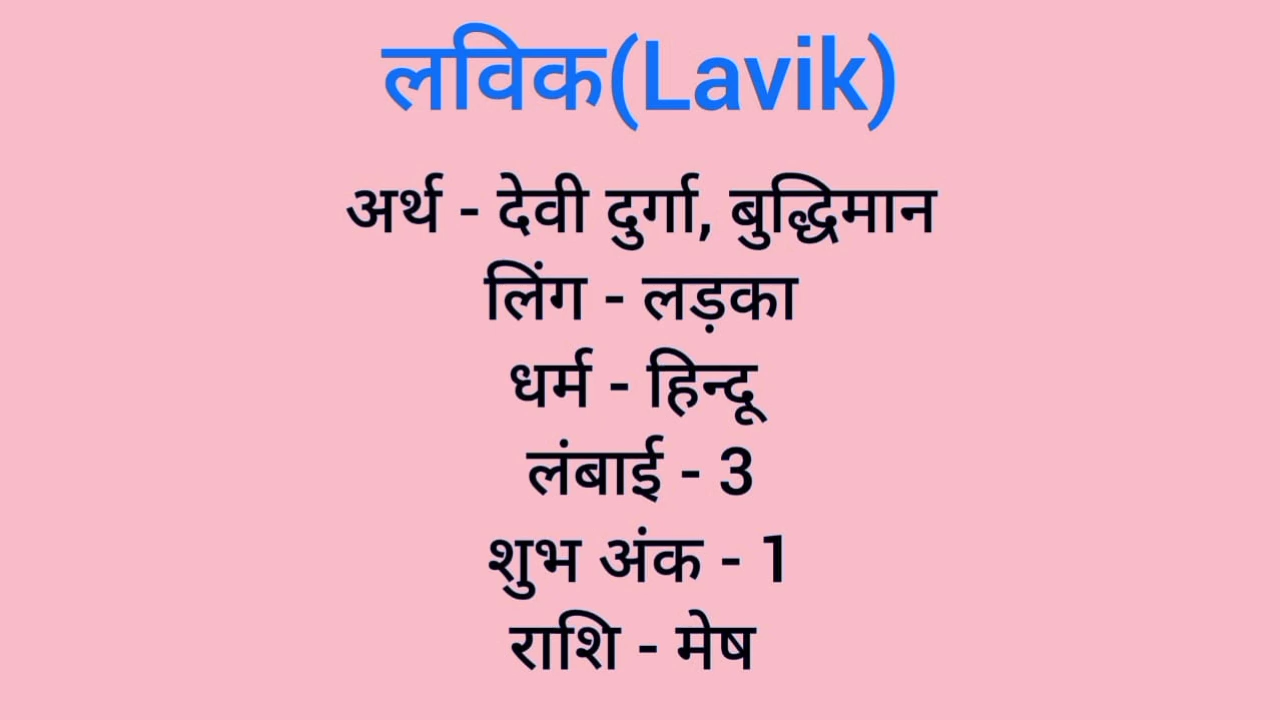 लविक(Lavik)
अर्थ - देवी दुर्गा, बुद्धिमान
लिंग - लड़का
धर्म - हिन्दू
लंबाई - 3
शुभ अंक - 1
राशि - मेष